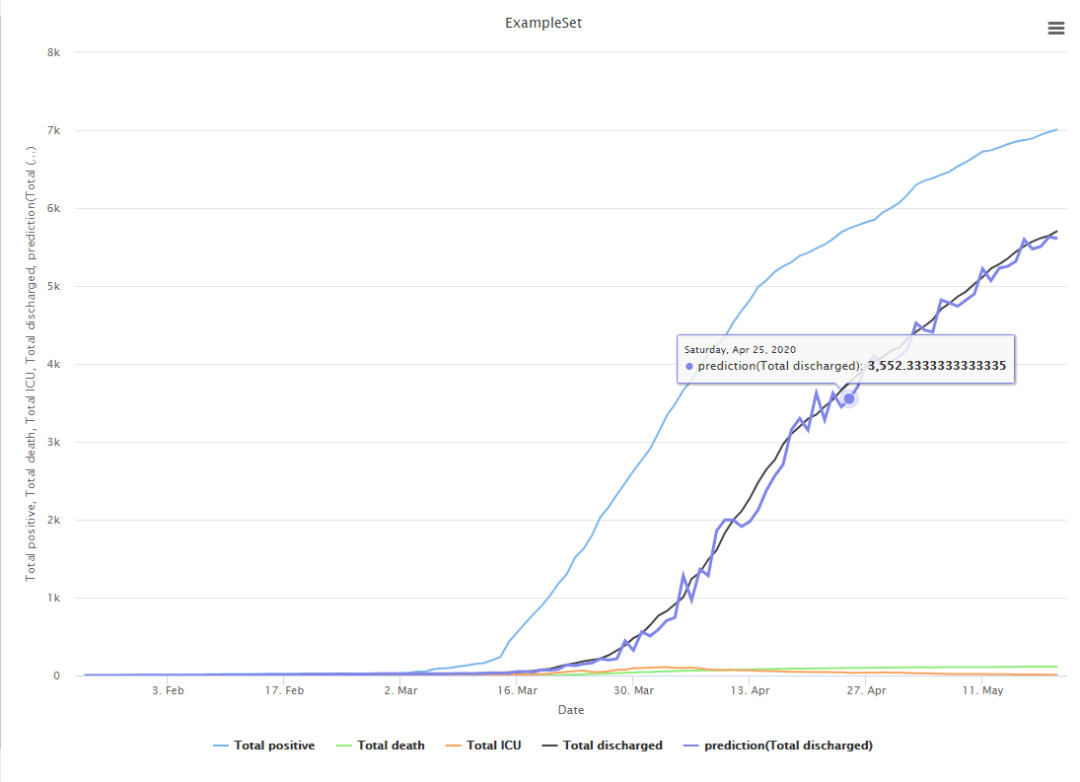 ExampleSet
8k
7k
6k
5k
4k
3k
2k
1k
0
Total positive, Total death, Total ICU, Total discharged, prediction(Total (...)
Saturday, Apr 25, 2020
prediction(Total discharged): 3,552.3333333333335
3. Feb
17. Feb
2. Mar
16. Mar
30. Mar
13. Apr
27. Apr
11. May
Date
Total positive
Total death
Total ICU
Total discharged
prediction(Total discharged)